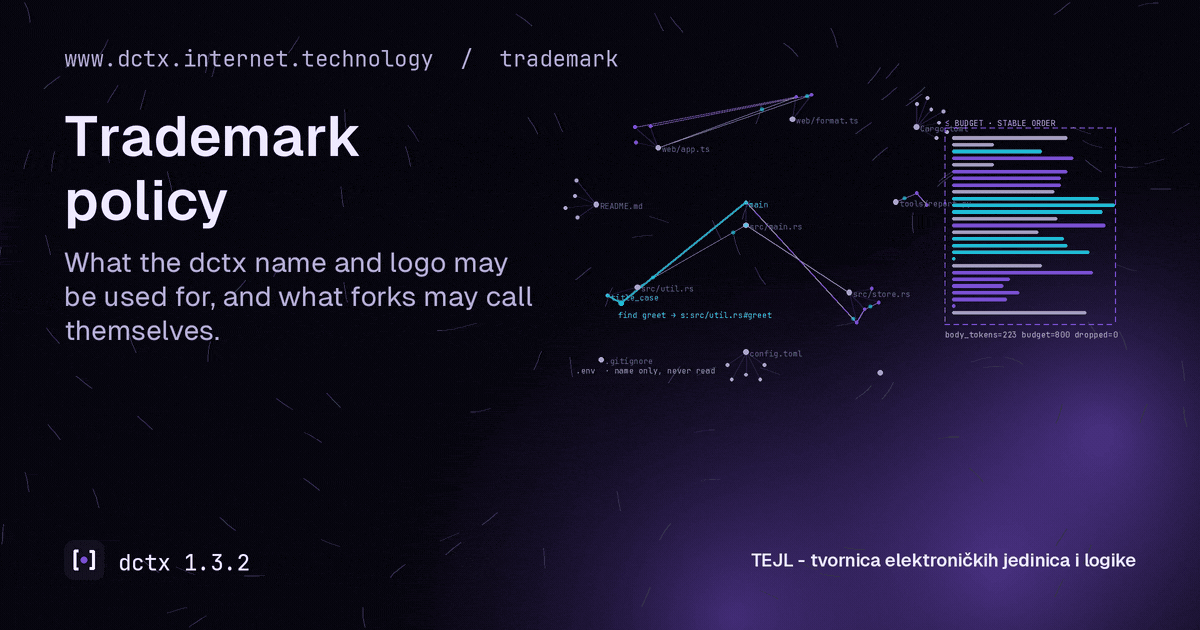 www.dctx.internet.technology / trademark
Trademark
policy
What the dctx name and logo may
be used for, and what forks may call
themselves.
web/format.ts
web/app.ts
≤ BUDGET · STABLE ORDER
README.md
main
src/main.rs
src/util.rs
title_case
find greet → s:src/util.rs#greet
src/store.rs
body_tokens=223 budget=800 dropped=0
.gitignore
config.toml
.env · name only, never read
dctx 1.3.2
TEJL - tvornica elektroničkih jedinica i logike